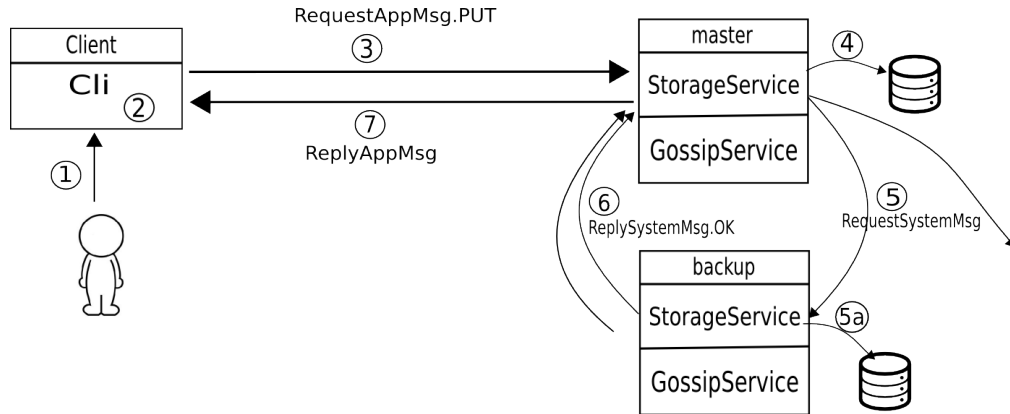 RequestAppMsg.PUT
3
Client
Cli
2
7
ReplyAppMsg
1
master
StorageService
GossipService
4
5
RequestSystemMsg
6
ReplySystemMsg.OK
backup
StorageService
GossipService
5a